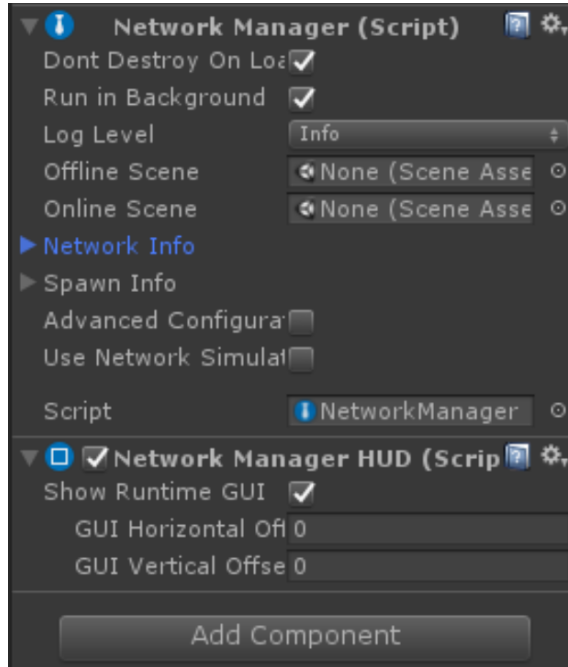 Network Manager (Script)
Dont Destroy On Loa
Run in Background
Log Level Info
Offline Scene None (Scene Asse
Online Scene None (Scene Asse
Network Info
Spawn Info
Advanced Configurat
Use Network Simulat
Script NetworkManager
Network Manager HUD (Scrip
Show Runtime GUI
GUI Horizontal Off 0
GUI Vertical Offse 0
Add Component